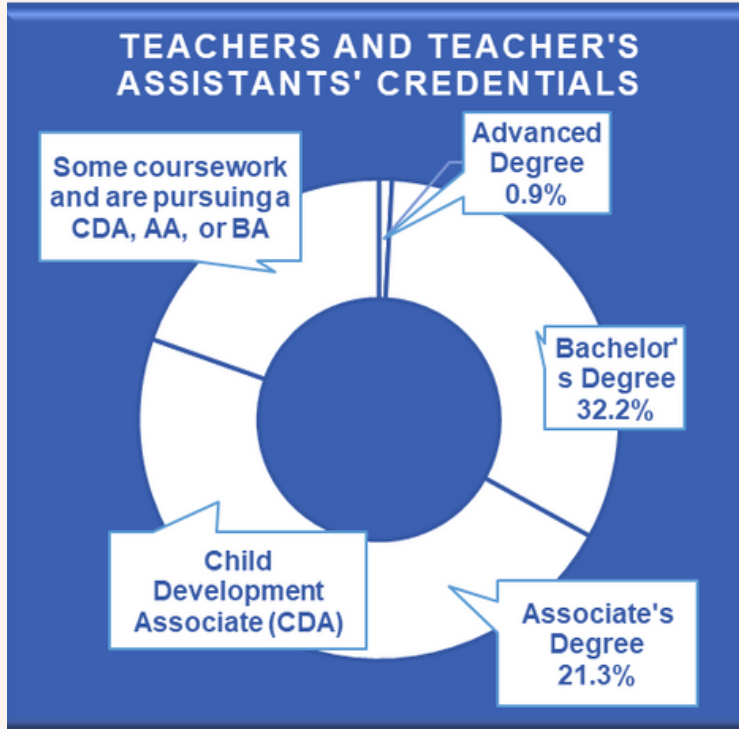 TEACHERS AND TEACHER'S
ASSISTANTS' CREDENTIALS
Some coursework
and are pursuing a
CDA, AA, or BA
Advanced
Degree
0.9%
Bachelor'
s Degree
32.2%
Child
Development
Associate (CDA)
Associate's
Degree
21.3%